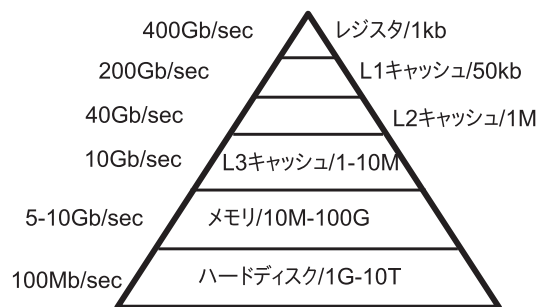 400Gb/sec レジスタ/1kb
200Gb/sec L1キャッシュ/50kb
40Gb/sec L2キャッシュ/1M
10Gb/sec L3キャッシュ/1-10M
5-10Gb/sec メモリ/10M-100G
100Mb/sec ハードディスク/1G-10T